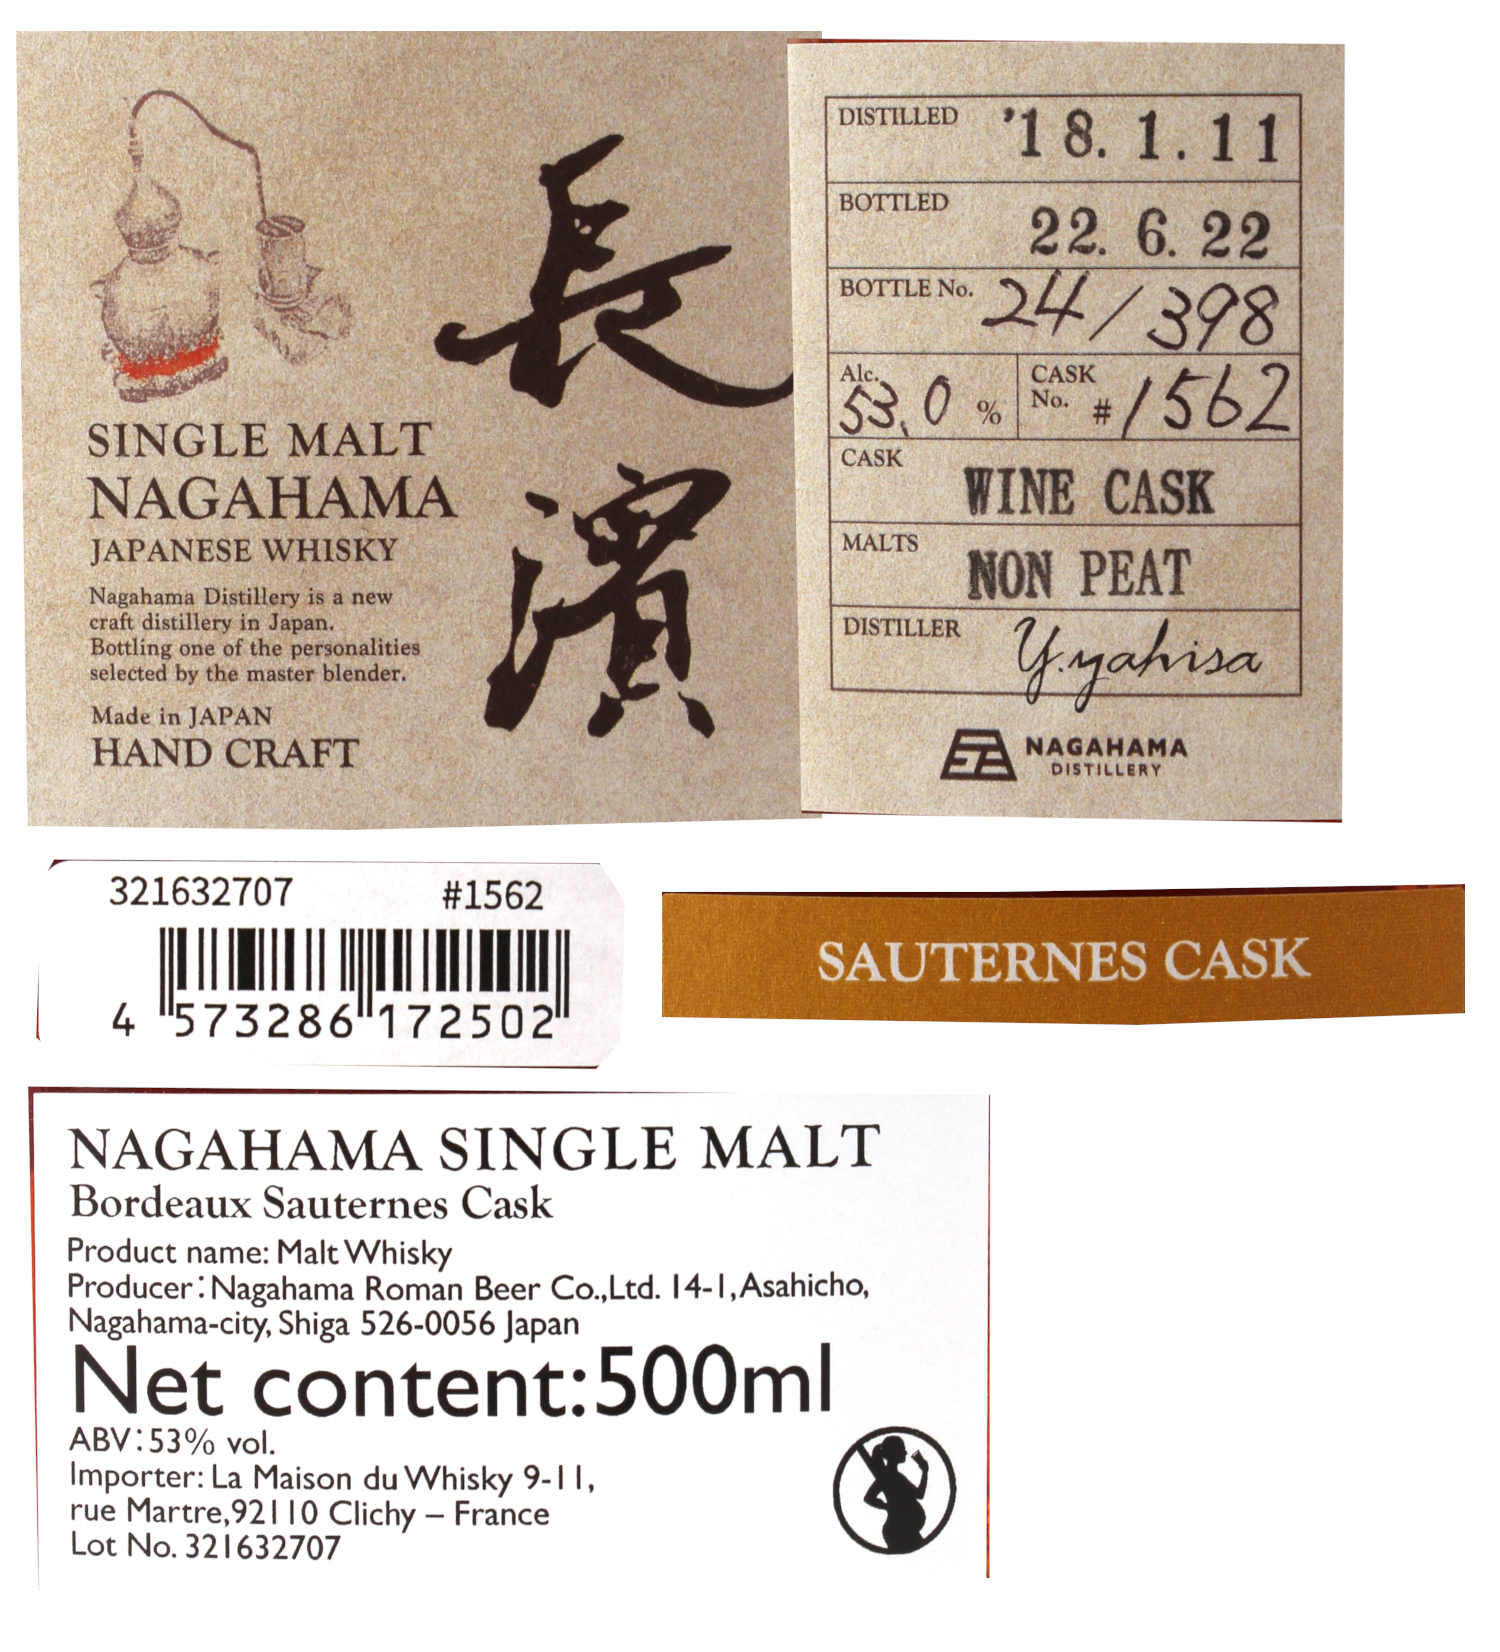 SINGLE MALT
NAGAHAMA
JAPANESE WHISKY
Nagahama Distillery is a new
craft distillery in Japan.
Bottling one of the personalities
selected by the master blender.
Made in JAPAN
HAND CRAFT
長
濱
DISTILLED '18. 1. 11
BOTTLED 22. 6. 22
BOTTLE No. 24/398
Alc. 53.0 % CASK No. #1562
CASK WINE CASK
MALTS NON PEAT
DISTILLER Y.yahisa
NAGAHAMA
DISTILLERY
321632707 #1562
4 573286 172502
SAUTERNES CASK
NAGAHAMA SINGLE MALT
Bordeaux Sauternes Cask
Product name: Malt Whisky
Producer:Nagahama Roman Beer Co.,Ltd. 14-1,Asahicho,
Nagahama-city, Shiga 526-0056 Japan
Net content:500ml
ABV:53% vol.
Importer: La Maison du Whisky 9-11,
rue Martre,92110 Clichy – France
Lot No. 321632707